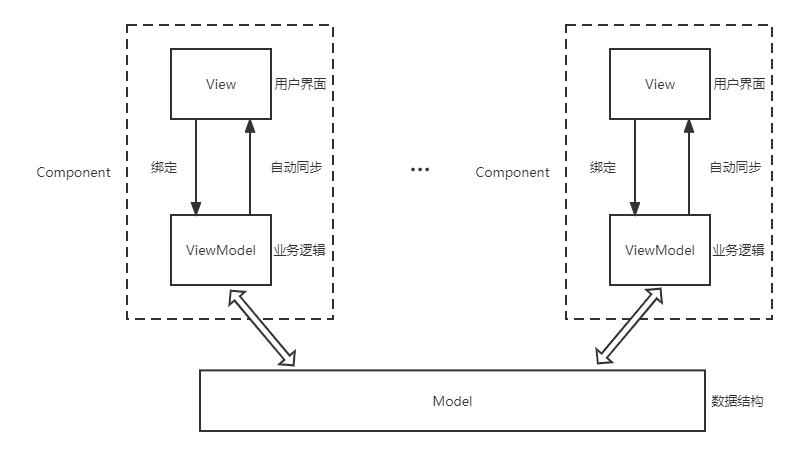 View
用户界面
View
用户界面
Component
绑定
自动同步
...
Component
绑定
自动同步
ViewModel
业务逻辑
ViewModel
业务逻辑
Model
数据结构